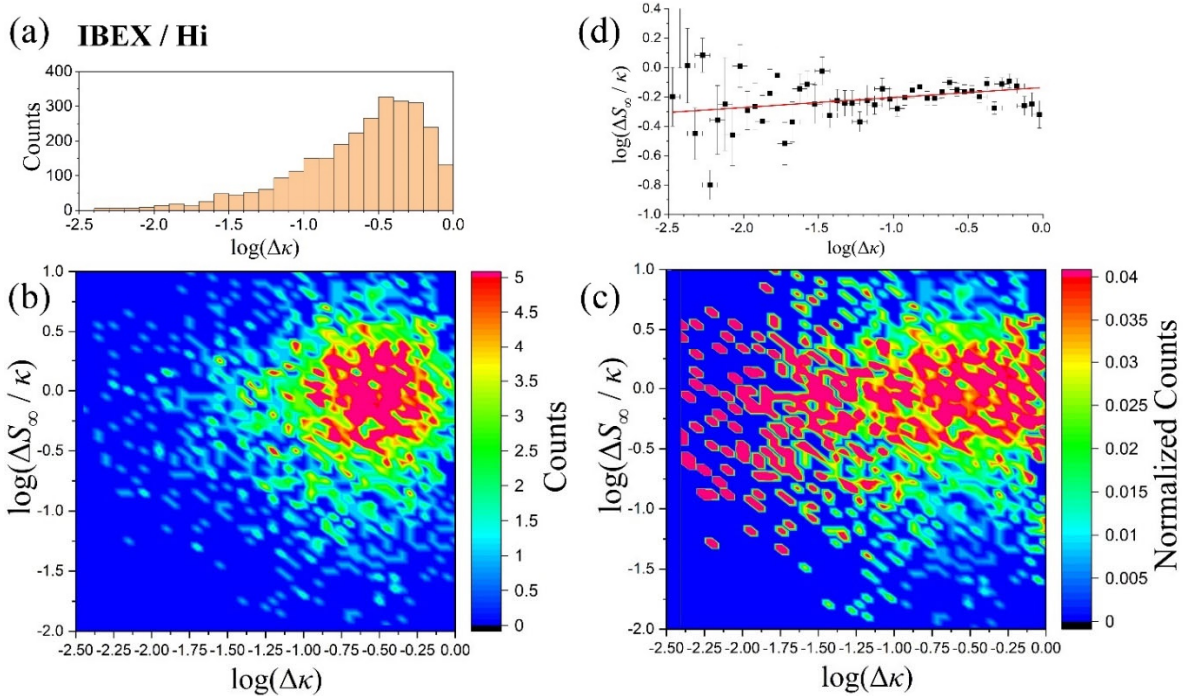 (a) IBEX / Hi
Counts
400
300
200
100
0
-2.5 -2.0 -1.5 -1.0 -0.5 0.0
log(Δκ)
(d)
log(ΔS∞ / κ)
0.4
0.2
0.0
-0.2
-0.4
-0.6
-0.8
-1.0
-2.5 -2.0 -1.5 -1.0 -0.5 0.0
log(Δκ)
(b)
log(ΔS∞ / κ)
1.0
0.5
0.0
-0.5
-1.0
-1.5
-2.0
-2.50 -2.25 -2.00 -1.75 -1.50 -1.25 -1.00 -0.75 -0.50 -0.25 0.00
log(Δκ)
5
4
4
3
3
2
2
1
1
0.5
0
Counts
(c)
log(ΔS∞ / κ)
1.0
0.5
0.0
-0.5
-1.0
-1.5
-2.0
-2.50 -2.25 -2.00 -1.75 -1.50 -1.25 -1.00 -0.75 -0.50 -0.25 0.00
log(Δκ)
0.04
0.035
0.03
0.025
0.02
0.015
0.01
0.005
0
Normalized Counts